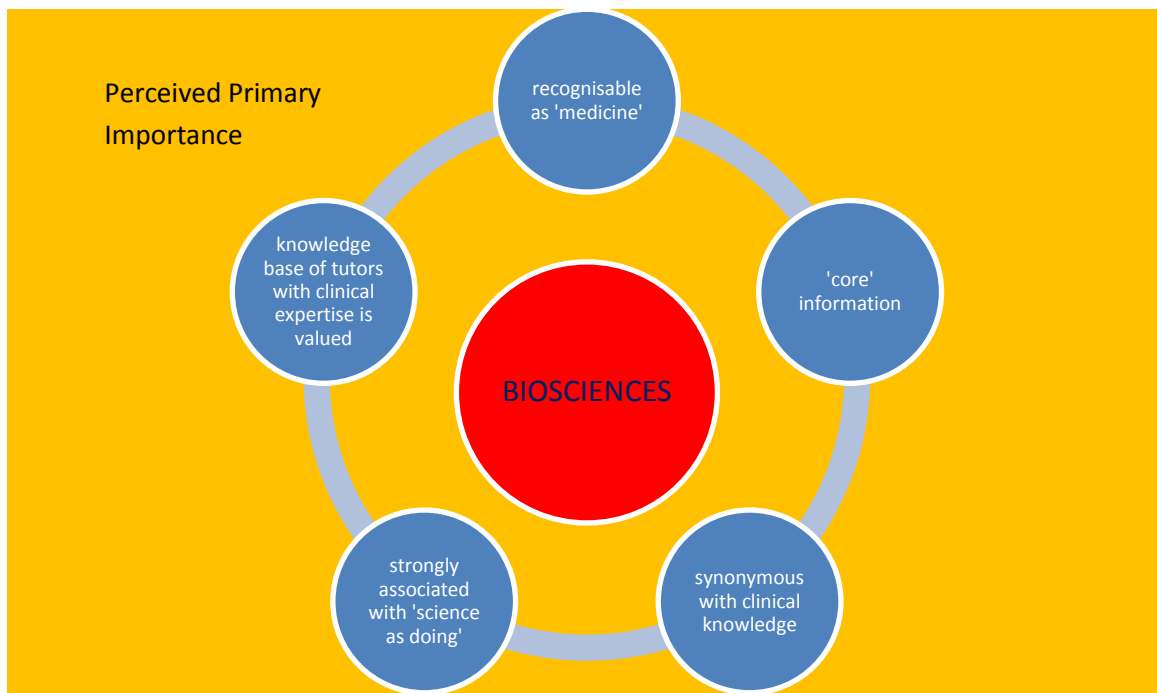 Perceived Primary
Importance
recognisable
as 'medicine'
knowledge
base of tutors
with clinical
expertise is
valued
'core'
information
BIOSCIENCES
strongly
associated
with 'science
as doing'
synonymous
with clinical
knowledge